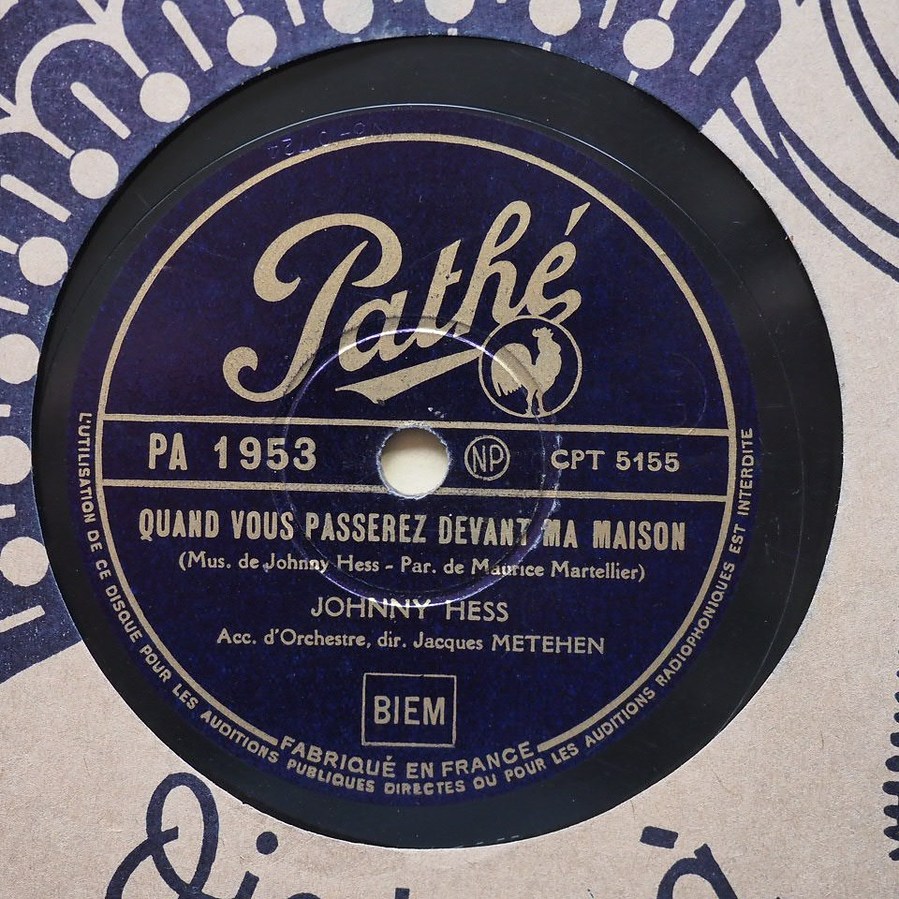 Pathé
PA 1953 NP CPT 5155
QUAND VOUS PASSEREZ DEVANT MA MAISON
(Mus. de Johnny Hess - Par. de Maurice Martellier)
JOHNNY HESS
Acc. d'Orchestre, dir. Jacques METEHEN
BIEM
FABRIQUÉ EN FRANCE
L'UTILISATION DE CE DISQUE POUR LES AUDITIONS PUBLIQUES DIRECTES OU POUR LES AUDITIONS RADIOPHONIQUES EST INTERDITE